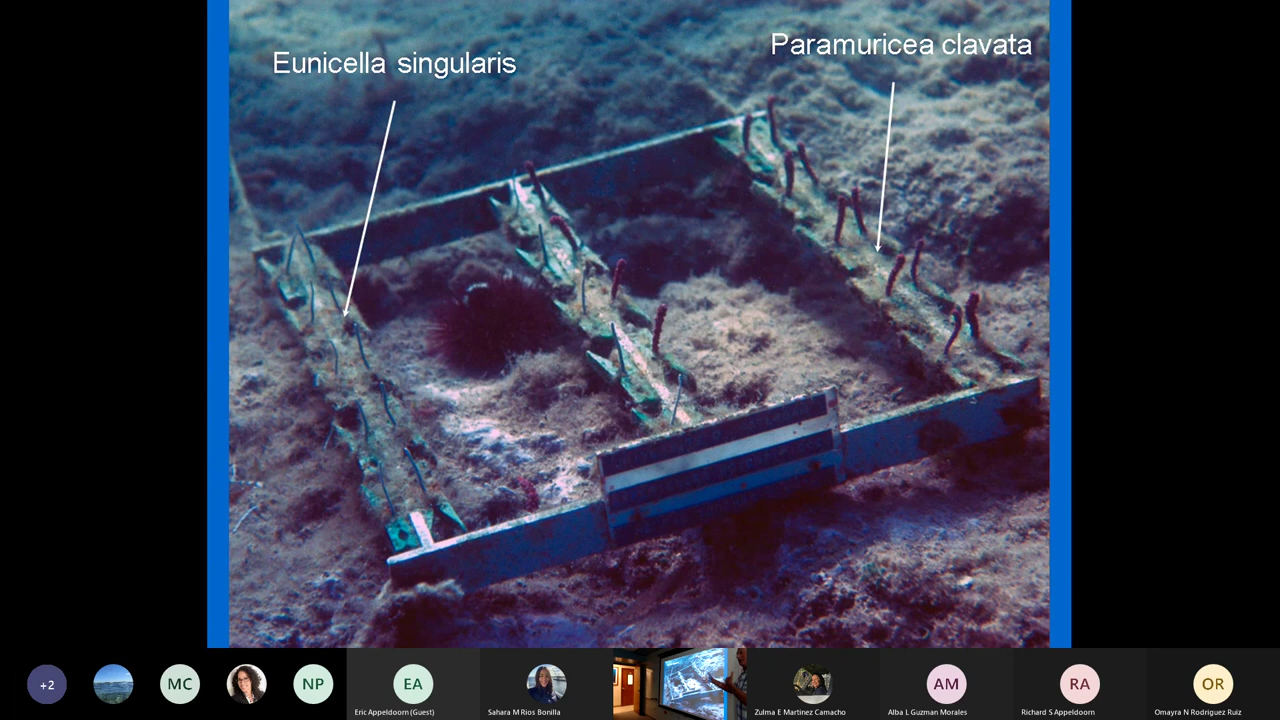 Eunicella singularis
Paramuricea clavata
+2
MC
NP
EA
Eric Appeldoorn (Guest)
Sahara M Rios Bonilla
Zulma E Martinez Camacho
AM
Alba L Guzman Morales
RA
Richard S Appeldoorn
OR
Omayra N Rodriguez Ruiz